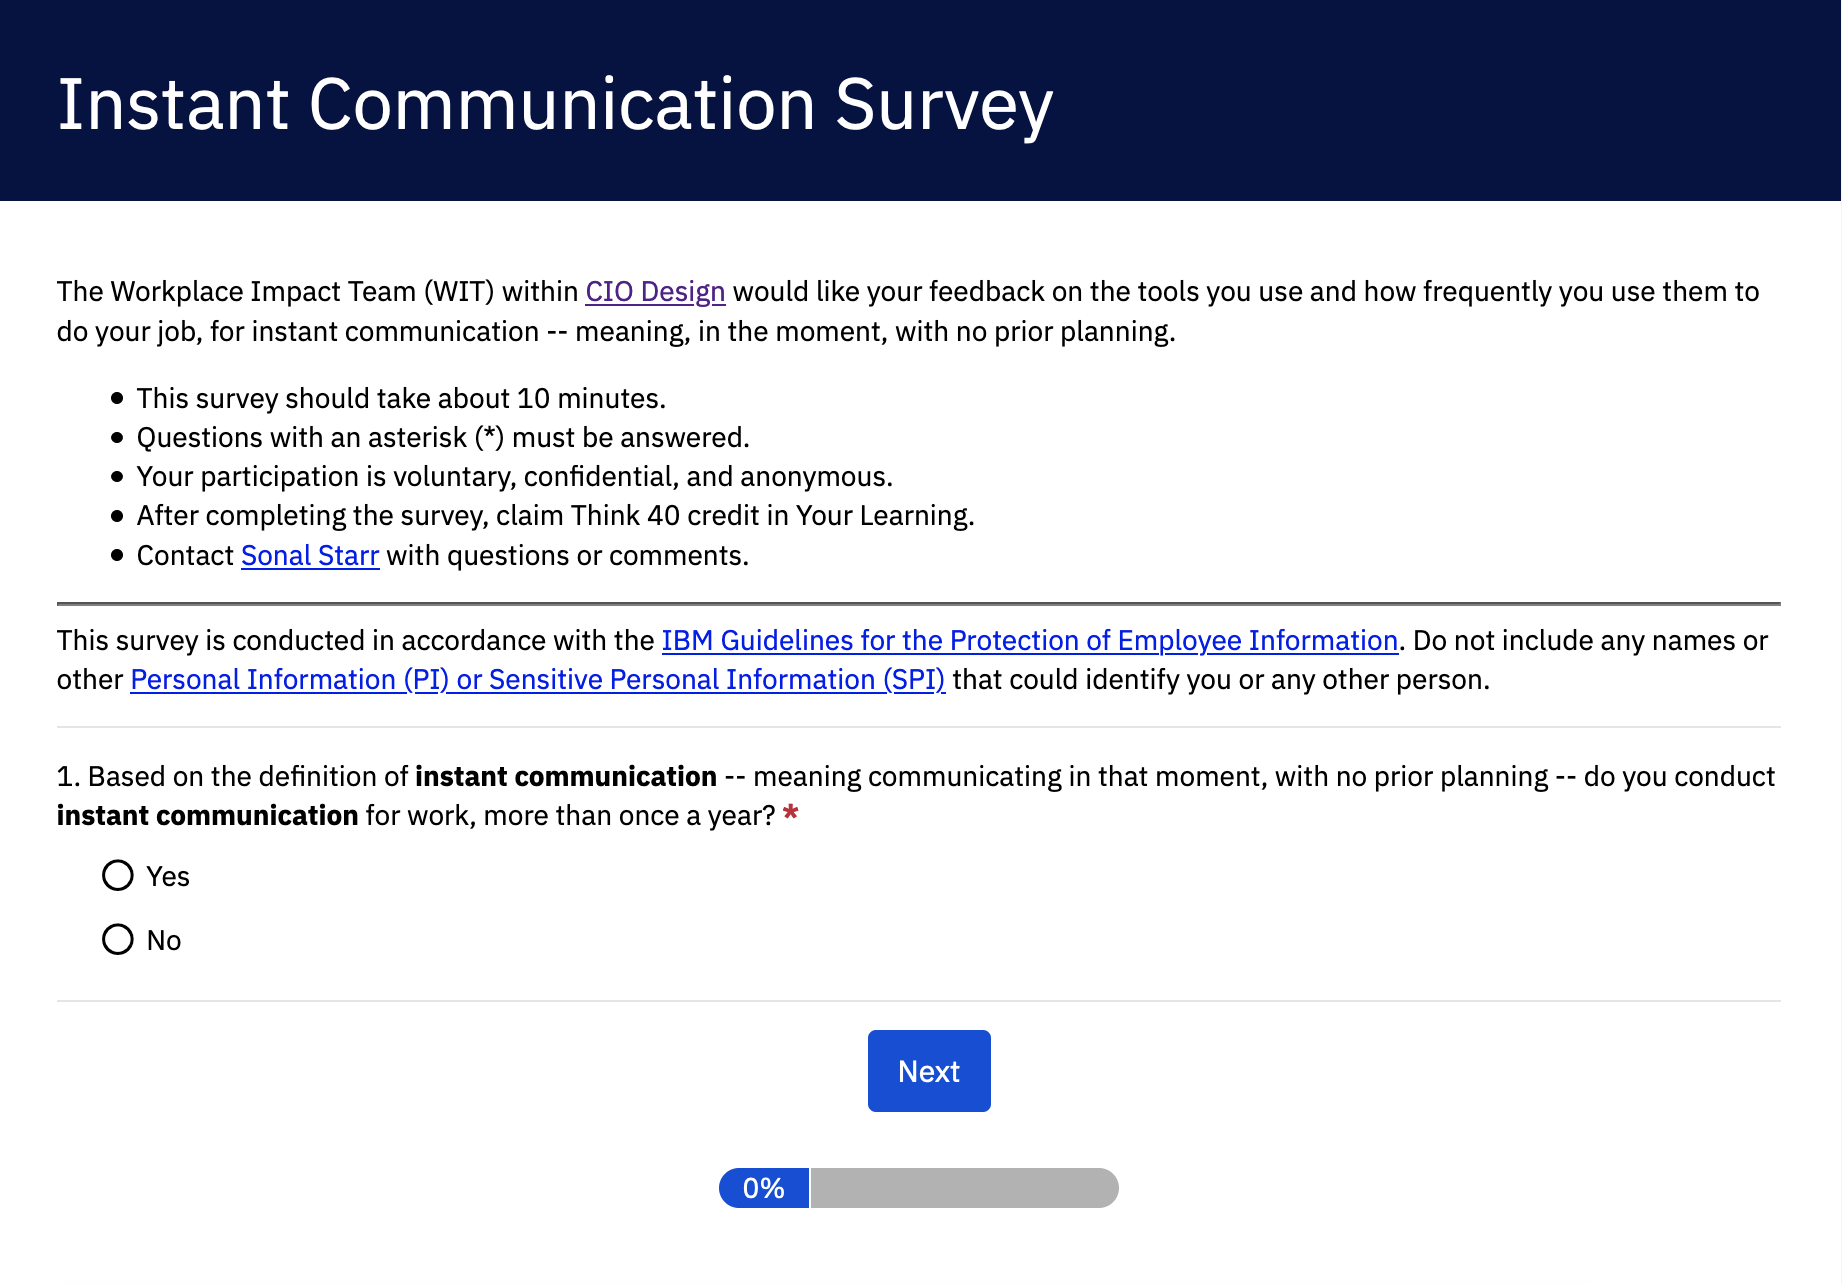 Instant Communication Survey
The Workplace Impact Team (WIT) within CIO Design would like your feedback on the tools you use and how frequently you use them to
do your job, for instant communication -- meaning, in the moment, with no prior planning.
• This survey should take about 10 minutes.
• Questions with an asterisk (*) must be answered.
• Your participation is voluntary, confidential, and anonymous.
• After completing the survey, claim Think 40 credit in Your Learning.
• Contact Sonal Starr with questions or comments.
This survey is conducted in accordance with the IBM Guidelines for the Protection of Employee Information. Do not include any names or
other Personal Information (PI) or Sensitive Personal Information (SPI) that could identify you or any other person.
1. Based on the definition of instant communication -- meaning communicating in that moment, with no prior planning -- do you conduct
instant communication for work, more than once a year? *
Yes
No
Next
0%